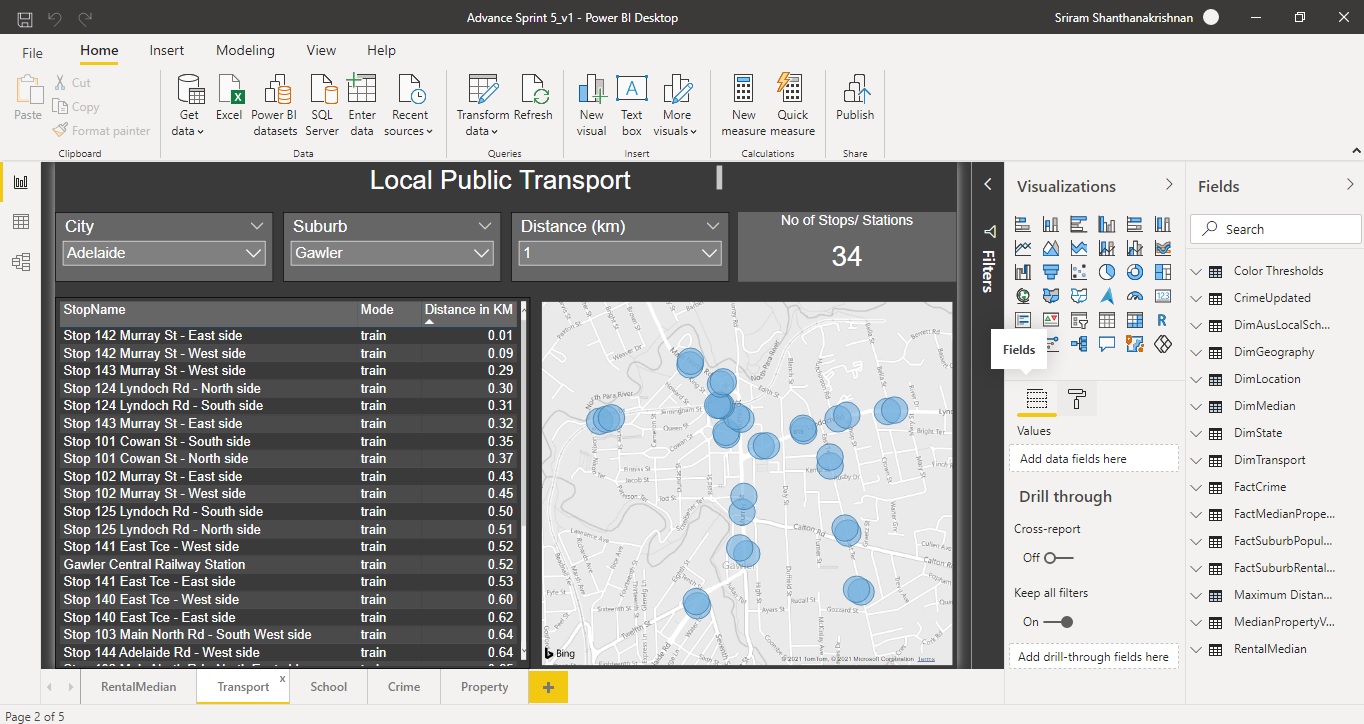 Advance Sprint 5_v1 - Power BI Desktop
Sriram Shanthanakrishnan
File Home Insert Modeling View Help
Paste
Cut
Copy
Format painter
Clipboard
Get data
Excel
Power BI datasets
SQL Server
Enter data
Recent sources
Data
Transform data
Refresh
Queries
New visual
Text box
More visuals
Insert
New measure
Quick measure
Calculations
Publish
Share
Local Public Transport
City
Adelaide
Suburb
Gawler
Distance (km)
1
No of Stops/ Stations
34
StopName Mode Distance in KM
Stop 142 Murray St - East side train 0.01
Stop 142 Murray St - West side train 0.09
Stop 143 Murray St - West side train 0.29
Stop 124 Lyndoch Rd - North side train 0.30
Stop 124 Lyndoch Rd - South side train 0.31
Stop 143 Murray St - East side train 0.32
Stop 101 Cowan St - South side train 0.35
Stop 101 Cowan St - North side train 0.37
Stop 102 Murray St - East side train 0.43
Stop 102 Murray St - West side train 0.45
Stop 125 Lyndoch Rd - South side train 0.50
Stop 125 Lynoch Rd - North side train 0.51
Stop 141 East Tce - West side train 0.52
Gawler Central Railway Station train 0.52
Stop 141 East Tce - East side train 0.53
Stop 140 East Tce - West side train 0.60
Stop 140 East Tce - East side train 0.62
Stop 103 Main North Rd - South West side train 0.64
Stop 144 Adelaide Rd - West side train 0.64
North Para River
Calton Rd
Gawler
Bing
© 2021 TomTom, © 2021 Microsoft Corporation Terms
Filters
Visualizations
R
Fields
Values
Add data fields here
Drill through
Cross-report
Off
Keep all filters
On
Add drill-through fields here
Fields
Search
Color Thresholds
CrimeUpdated
DimAusLocalSch...
DimGeography
DimLocation
DimMedian
DimState
DimTransport
FactCrime
FactMedianPrope...
FactSuburbPopul...
FactSuburbRental...
Maximum Distan...
MedianPropertyV...
RentalMedian
RentalMedian Transport x School Crime Property +
Page 2 of 5